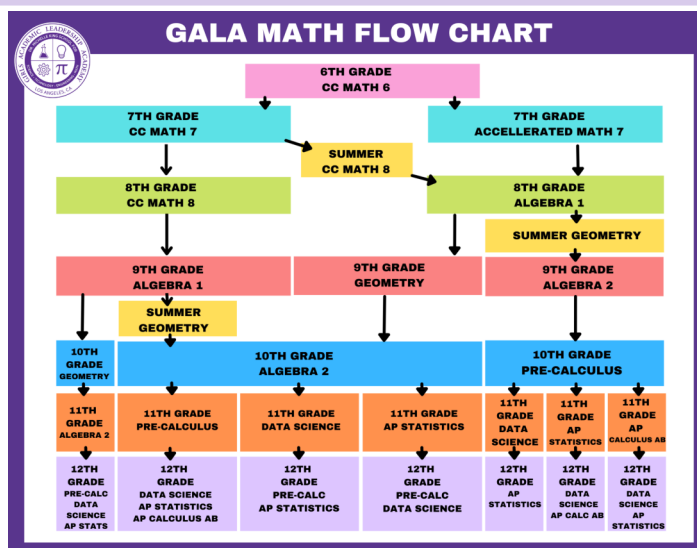 GALA MATH FLOW CHART
GIRLS ACADEMIC LEADERSHIP ACADEMY
LOS ANGELES, CA
π
6TH GRADE
CC MATH 6
7TH GRADE
CC MATH 7
7TH GRADE
ACCELLERATED MATH 7
SUMMER
CC MATH 8
8TH GRADE
CC MATH 8
8TH GRADE
ALGEBRA 1
SUMMER GEOMETRY
9TH GRADE
ALGEBRA 1
9TH GRADE
GEOMETRY
9TH GRADE
ALGEBRA 2
SUMMER
GEOMETRY
10TH
GRADE
GEOMETRY
10TH GRADE
ALGEBRA 2
10TH GRADE
PRE-CALCULUS
11TH
GRADE
ALGEBRA 2
11TH GRADE
PRE-CALCULUS
11TH GRADE
DATA SCIENCE
11TH GRADE
AP STATISTICS
11TH
GRADE
DATA
SCIENCE
11TH
GRADE
AP
STATISTICS
11TH
GRADE
AP
CALCULUS AB
12TH
GRADE
PRE-CALC
DATA
SCIENCE
AP STATS
12TH
GRADE
DATA SCIENCE
AP STATISTICS
AP CALCULUS AB
12TH
GRADE
PRE-CALC
AP STATISTICS
12TH
GRADE
PRE-CALC
DATA SCIENCE
12TH
GRADE
AP
STATISTICS
12TH
GRADE
DATA
SCIENCE
AP CALC AB
12TH
GRADE
DATA
SCIENCE
AP
STATISTICS